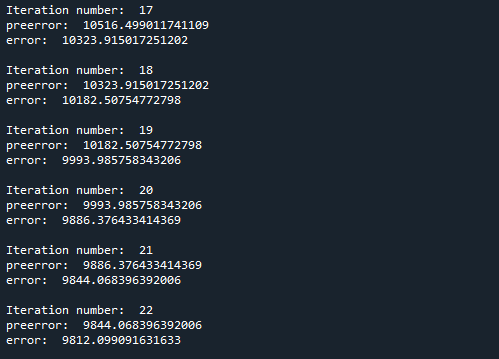 Iteration number:  17
preerror:  10516.499011741109
error:  10323.915017251202
Iteration number:  18
preerror:  10323.915017251202
error:  10182.50754772798
Iteration number:  19
preerror:  10182.50754772798
error:  9993.985758343206
Iteration number:  20
preerror:  9993.985758343206
error:  9886.376433414369
Iteration number:  21
preerror:  9886.376433414369
error:  9844.068396392006
Iteration number:  22
preerror:  9844.068396392006
error:  9812.099091631633